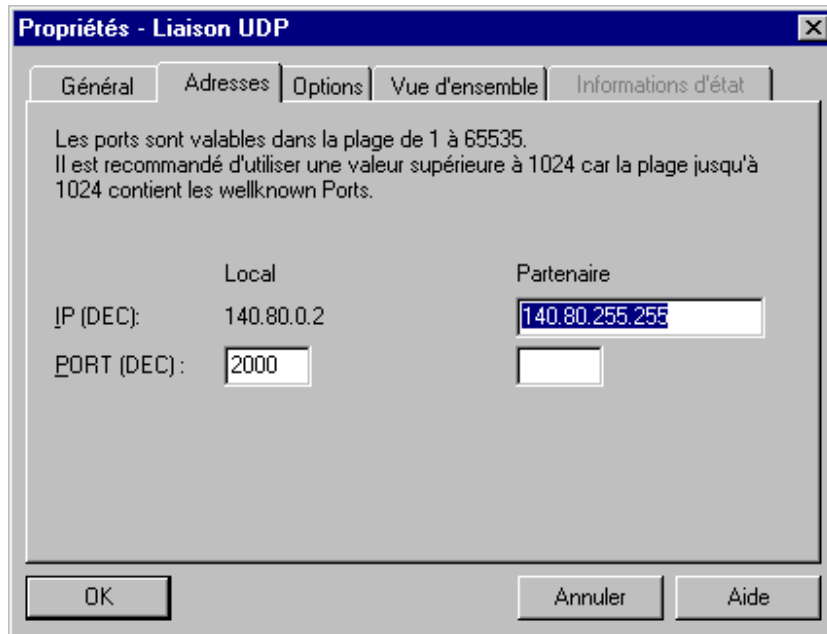 Propriétés - Liaison UDP
Général Adresses Options Vue d'ensemble Informations d'état
Les ports sont valables dans la plage de 1 à 65535.
Il est recommandé d'utiliser une valeur supérieure à 1024 car la plage jusqu'à
1024 contient les wellknown Ports.
Local Partenaire
IP (DEC): 140.80.0.2 140.80.255.255
PORT (DEC) : 2000
OK Annuler Aide